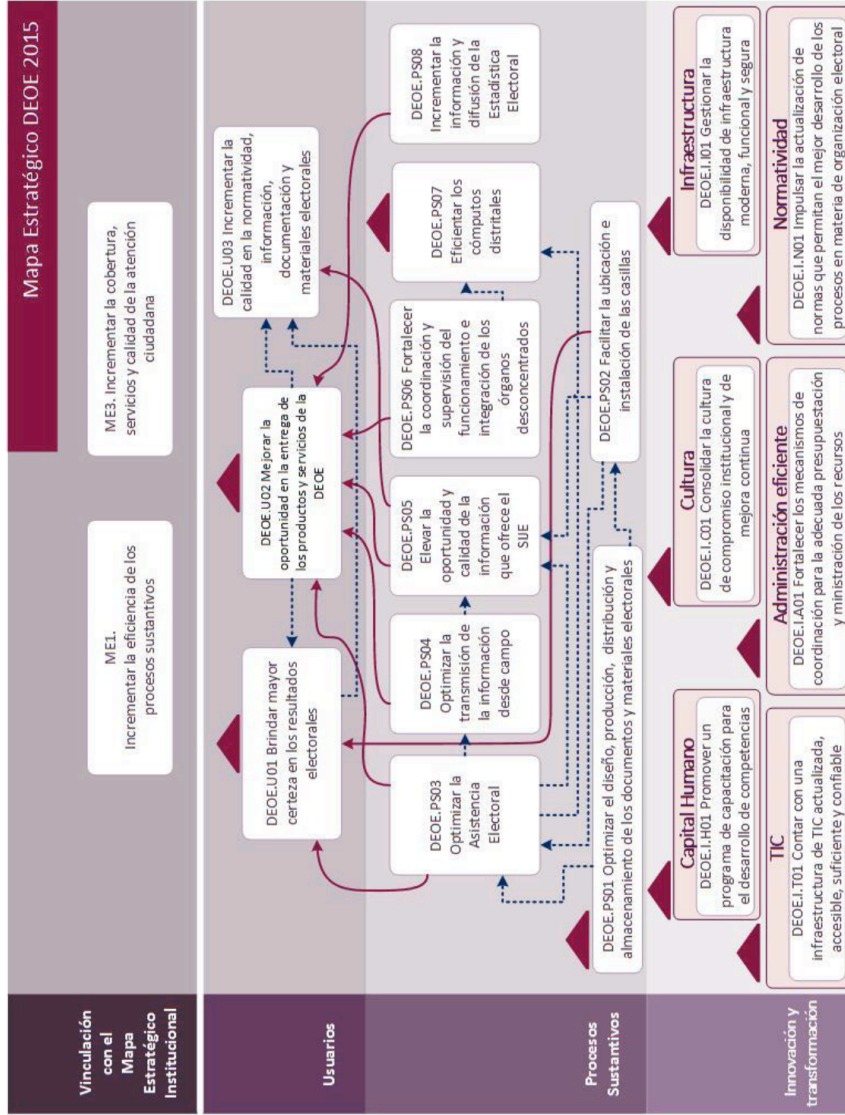 Mapa Estratégico DEOE 2015
Vinculación
con el
Mapa
Estratégico
Institucional
ME1.
Incrementar la eficiencia de los
procesos sustantivos
ME3. Incrementar la cobertura,
servicios y calidad de la atención
ciudadana
Usuarios
DEOE.U01 Brindar mayor
certeza en los resultados
electorales
DEOE.U02 Mejorar la
oportunidad en la entrega de
los productos y servicios de la
DEOE
DEOE.U03 Incrementar la
calidad en la normatividad,
información,
documentación y
materiales electorales
Procesos
Sustantivos
DEOE.PS03
Optimizar la
Asistencia
Electoral
DEOE.PS04
Optimizar la
transmisión de
la información
desde campo
DEOE.PS05
Elevar la
oportunidad y
calidad de la
información
que ofrece el
SIJE
DEOE.PS06 Fortalecer
la coordinación y
supervisión del
funcionamiento e
integración de los
órganos
desconcentrados
DEOE.PS07
Eficientar los
cómputos
distritales
DEOE.PS08
Incrementar la
información y
difusión de la
Estadística
Electoral
DEOE.PS01 Optimizar el diseño, producción, distribución y
almacenamiento de los documentos y materiales electorales
DEOE.PS02 Facilitar la ubicación e
instalación de las casillas
Innovación y
transformación
Capital Humano
DEOE.I.H01 Promover un
programa de capacitación para
el desarrollo de competencias
Cultura
DEOE.I.C01 Consolidar la cultura
de compromiso institucional y de
mejora continua
Infraestructura
DEOE.I.I01 Gestionar la
disponibilidad de infraestructura
moderna, funcional y segura
TIC
DEOE.I.T01 Contar con una
infraestructura de TIC actualizada,
accesible, suficiente y confiable
Administración eficiente
DEOE.I.A01 Fortalecer los mecanismos de
coordinación para la adecuada presupuestación
y ministración de los recursos
Normatividad
DEOE.I.N01 Impulsar la actualización de
normas que permitan el mejor desarrollo de los
procesos en materia de organización electoral